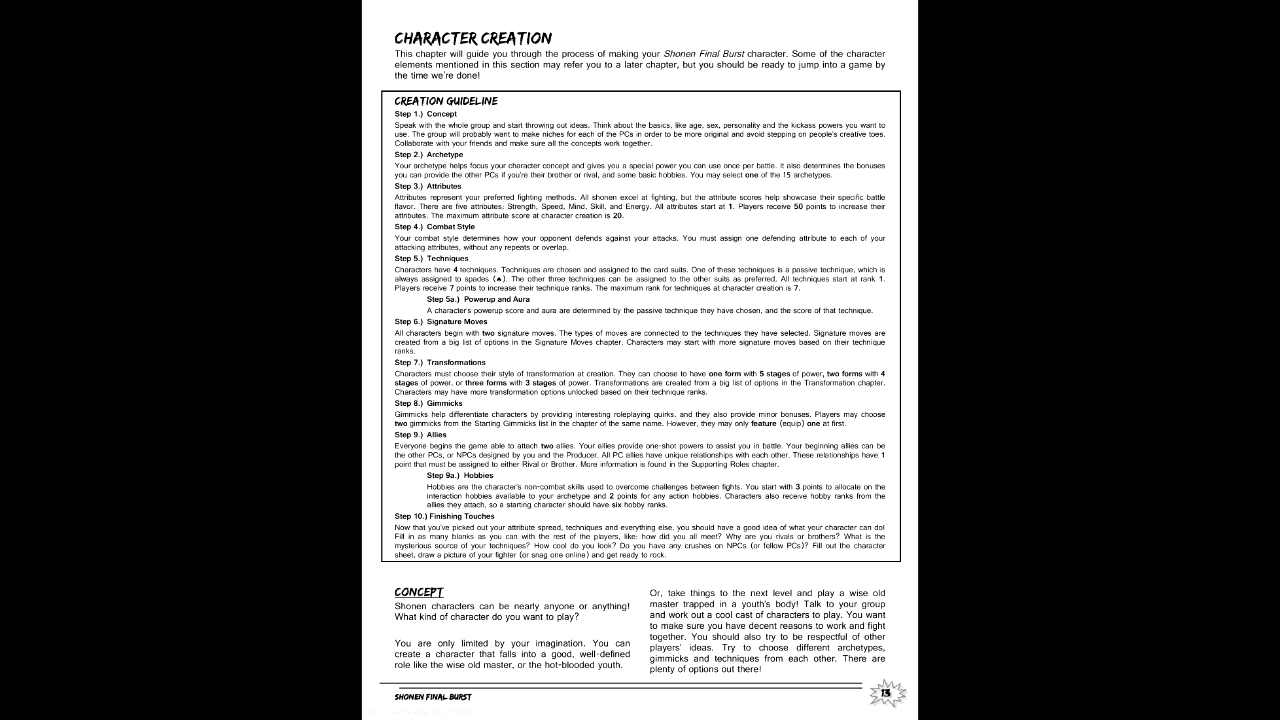 CHARACTER CREATION
This chapter will guide you through the process of making your Shonen Final Burst character. Some of the character
elements mentioned in this section may refer you to a later chapter, but you should be ready to jump into a game by
the time we're done!
CREATION GUIDELINE
Step 1.) Concept
Speak with the whole group and start throwing out ideas. Think about the basics, like age, sex, personality and the kickass powers you want to
use. The group will probably want to make niches for each of the PCs in order to be more original and avoid stepping on people's creative toes.
Collaborate with your friends and make sure all the concepts work together.
Step 2.) Archetype
Your archetype helps focus your character concept and gives you a special power you can use once per battle. It also determines the bonuses
you can provide the other PCs if you're their brother or rival, and some basic hobbies. You may select one of the 15 archetypes.
Step 3.) Attributes
Attributes represent your preferred fighting methods. All shonen excel at fighting, but the attribute scores help showcase their specific battle
flavor. There are five attributes: Strength, Speed, Mind, Skill, and Energy. All attributes start at 1. Players receive 50 points to increase their
attributes. The maximum attribute score at character creation is 20.
Step 4.) Combat Style
Your combat style determines how your opponent defends against your attacks. You must assign one defending attribute to each of your
attacking attributes, without any repeats or overlap.
Step 5.) Techniques
Characters have 4 techniques. Techniques are chosen and assigned to the card suits. One of these techniques is a passive technique, which is
always assigned to spades (♠). The other three techniques can be assigned to the other suits as preferred. All techniques start at rank 1.
Players receive 7 points to increase their technique ranks. The maximum rank for techniques at character creation is 7.
Step 5a.) Powerup and Aura
A character's powerup score and aura are determined by the passive technique they have chosen, and the score of that technique.
Step 6.) Signature Moves
All characters begin with two signature moves. The types of moves are connected to the techniques they have selected. Signature moves are
created from a big list of options in the Signature Moves chapter. Characters may start with more signature moves based on their technique
ranks.
Step 7.) Transformations
Characters must choose their style of transformation at creation. They can choose to have one form with 5 stages of power, two forms with 4
stages of power, or three forms with 3 stages of power. Transformations are created from a big list of options in the Transformation chapter.
Characters may have more transformation options unlocked based on their technique ranks.
Step 8.) Gimmicks
Gimmicks help differentiate characters by providing interesting roleplaying quirks, and they also provide minor bonuses. Players may choose
two gimmicks from the Starting Gimmicks list in the chapter of the same name. However, they may only feature (equip) one at first.
Step 9.) Allies
Everyone begins the game able to attach two allies. Your allies provide one-shot powers to assist you in battle. Your beginning allies can be
the other PCs, or NPCs designed by you and the Producer. All PC allies have unique relationships with each other. These relationships have 1
point that must be assigned to either Rival or Brother. More information is found in the Supporting Roles chapter.
Step 9a.) Hobbies
Hobbies are the character's non-combat skills used to overcome challenges between fights. You start with 3 points to allocate on the
interaction hobbies available to your archetype and 2 points for any action hobbies. Characters also receive hobby ranks from the
allies they attach, so a starting character should have six hobby ranks.
Step 10.) Finishing Touches
Now that you've picked out your attribute spread, techniques and everything else, you should have a good idea of what your character can do!
Fill in as many blanks as you can with the rest of the players, like: how did you all meet? Why are you rivals or brothers? What is the
mysterious source of your techniques? How cool do you look? Do you have any crushes on NPCs (or fellow PCs)? Fill out the character
sheet, draw a picture of your fighter (or snag one online) and get ready to rock.
CONCEPT
Shonen characters can be nearly anyone or anything!
What kind of character do you want to play?
You are only limited by your imagination. You can
create a character that falls into a good, well-defined
role like the wise old master, or the hot-blooded youth.
Or, take things to the next level and play a wise old
master trapped in a youth's body! Talk to your group
and work out a cool cast of characters to play. You want
to make sure you have decent reasons to work and fight
together. You should also try to be respectful of other
players' ideas. Try to choose different archetypes,
gimmicks and techniques from each other. There are
plenty of options out there!
SHONEN FINAL BURST
13